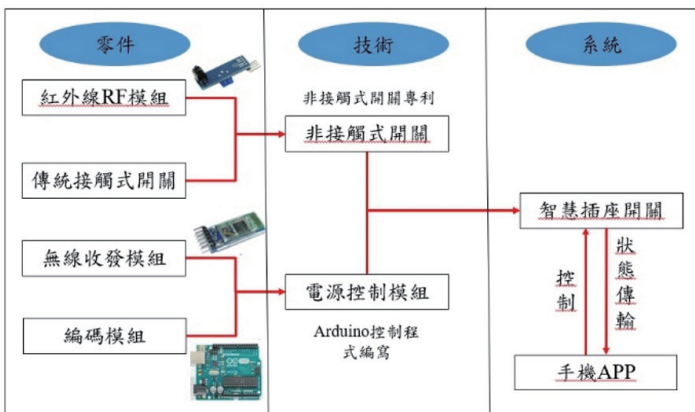 零件
技術
系統
紅外線RF模組
傳統接觸式開關
無線收發模組
編碼模組
非接觸式開關專利
非接觸式開關
電源控制模組
Arduino控制程
式編寫
智慧插座開關
控制
狀態傳輸
手機APP